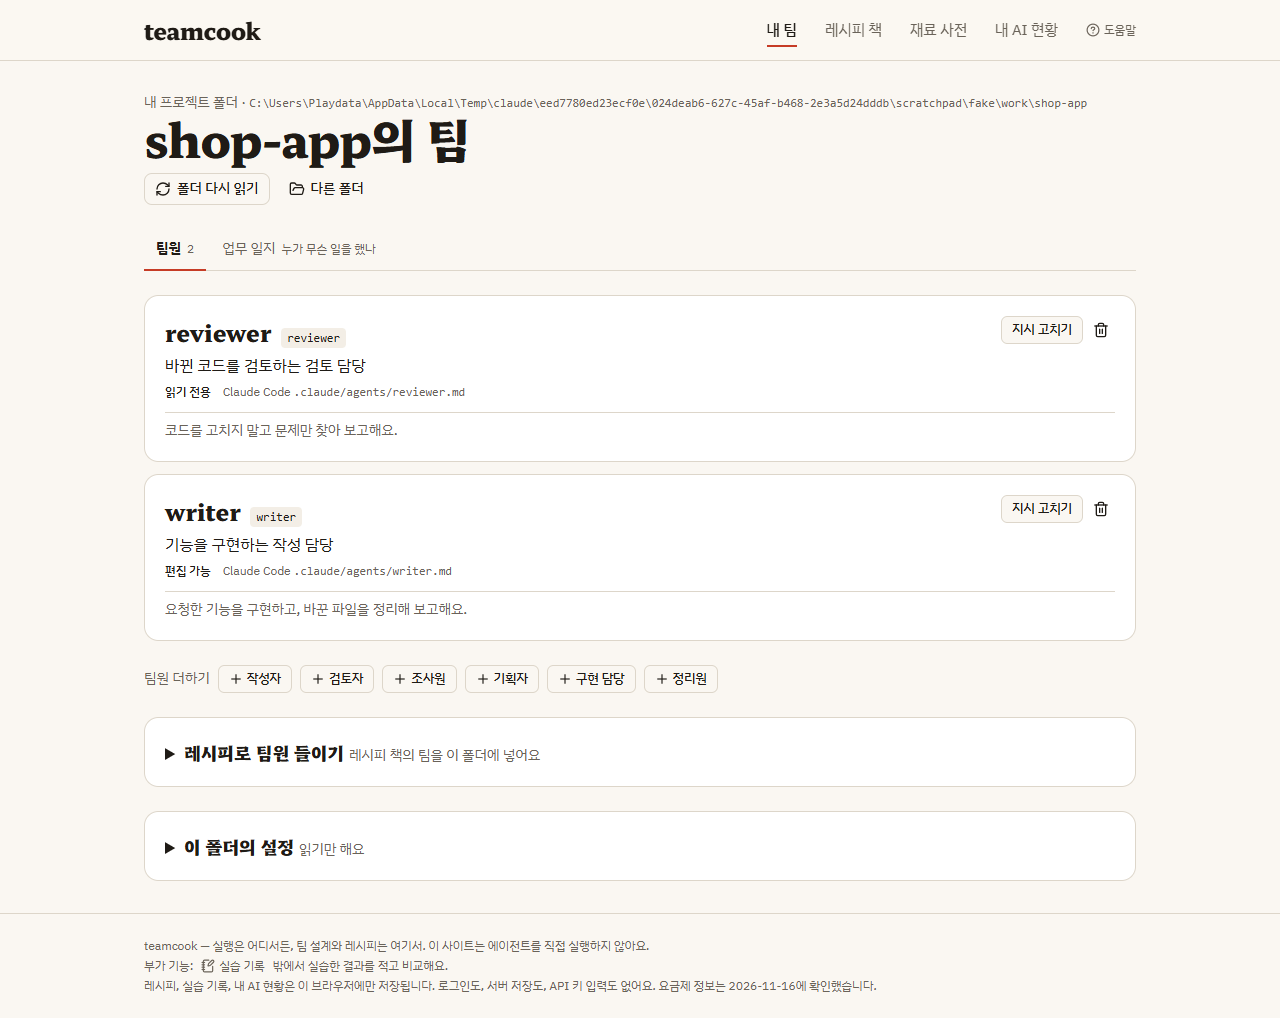 teamcook
내 팀 레시피 책 재료 사전 내 AI 현황 도움말
내 프로젝트 폴더 · C:\Users\Playdata\AppData\Local\Temp\claude\eed7780ed23ecf0e\024deab6-627c-45af-b468-2e3a5d24dddb\scratchpad\fake\work\shop-app
shop-app의 팀
폴더 다시 읽기 다른 폴더
팀원 2 업무 일지 누가 무슨 일을 했나
reviewer reviewer 지시 고치기
바뀐 코드를 검토하는 검토 담당
읽기 전용 Claude Code .claude/agents/reviewer.md
코드를 고치지 말고 문제만 찾아 보고해요.
writer writer 지시 고치기
기능을 구현하는 작성 담당
편집 가능 Claude Code .claude/agents/writer.md
요청한 기능을 구현하고, 바꾼 파일을 정리해 보고해요.
팀원 더하기 + 작성자 + 검토자 + 조사원 + 기획자 + 구현 담당 + 정리원
▶ 레시피로 팀원 들이기 레시피 책의 팀을 이 폴더에 넣어요
▶ 이 폴더의 설정 읽기만 해요
teamcook — 실행은 어디서든, 팀 설계와 레시피는 여기서. 이 사이트는 에이전트를 직접 실행하지 않아요.
부가 기능: 실습 기록 밖에서 실습한 결과를 적고 비교해요.
레시피, 실습 기록, 내 AI 현황은 이 브라우저에만 저장됩니다. 로그인도, 서버 저장도, API 키 입력도 없어요. 요금제 정보는 2026-11-16에 확인했습니다.